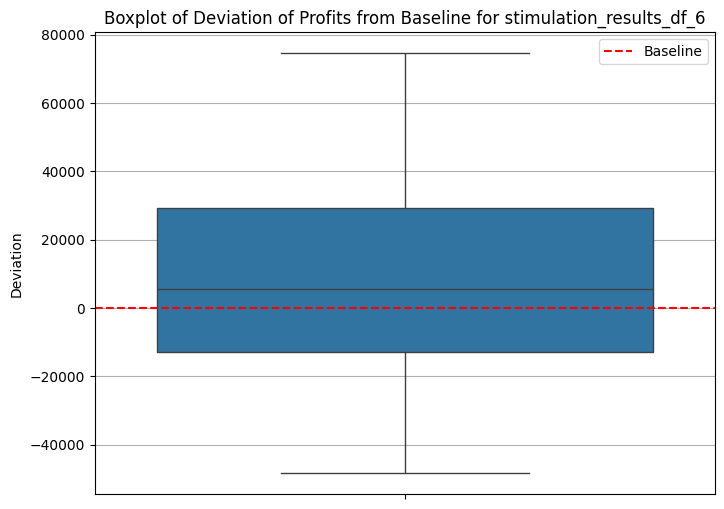 Boxplot of Deviation of Profits from Baseline for stimulation_results_df_6
Baseline
80000
60000
40000
20000
0
−20000
−40000
Deviation